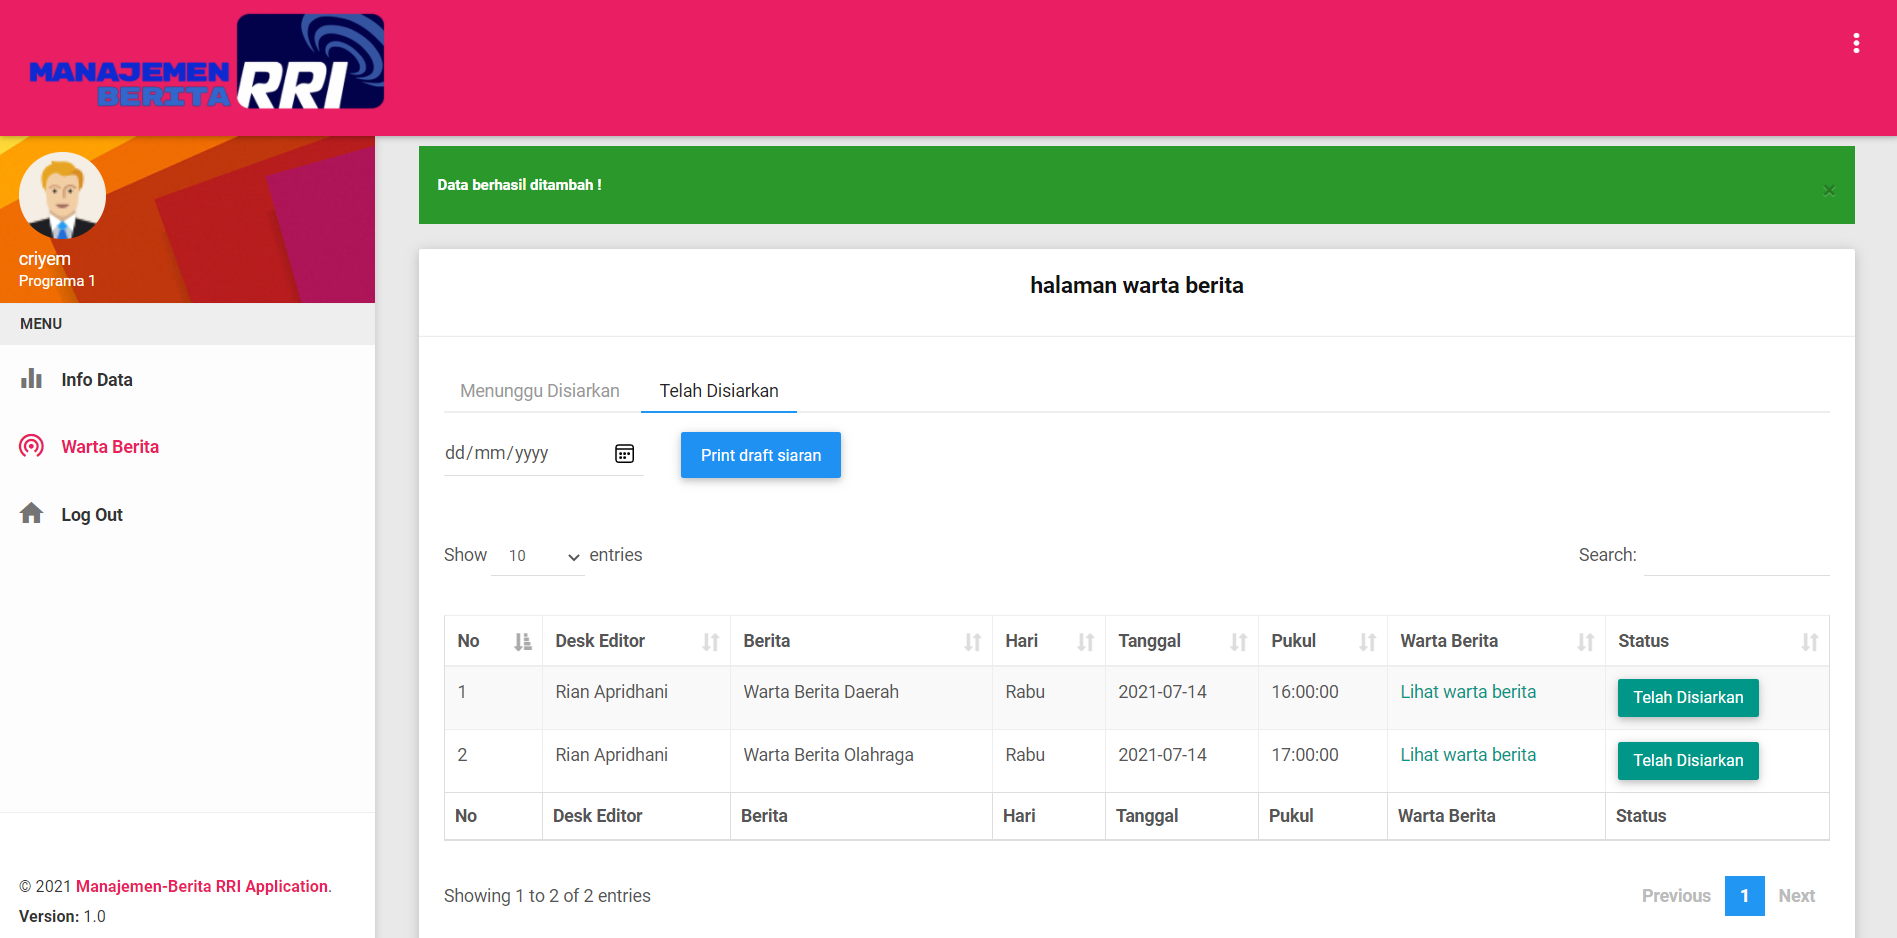 MANAJEMEN
BERITA
RRI
Data berhasil ditambah !
×
criyem
Programa 1
MENU
Info Data
Warta Berita
Log Out
© 2021 Manajemen-Berita RRI Application.
Version: 1.0
halaman warta berita
Menunggu Disiarkan Telah Disiarkan
dd/mm/yyyy Print draft siaran
Show 10 entries Search:
No Desk Editor Berita Hari Tanggal Pukul Warta Berita Status
1 Rian Apridhani Warta Berita Daerah Rabu 2021-07-14 16:00:00 Lihat warta berita Telah Disiarkan
2 Rian Apridhani Warta Berita Olahraga Rabu 2021-07-14 17:00:00 Lihat warta berita Telah Disiarkan
No Desk Editor Berita Hari Tanggal Pukul Warta Berita Status
Showing 1 to 2 of 2 entries Previous 1 Next